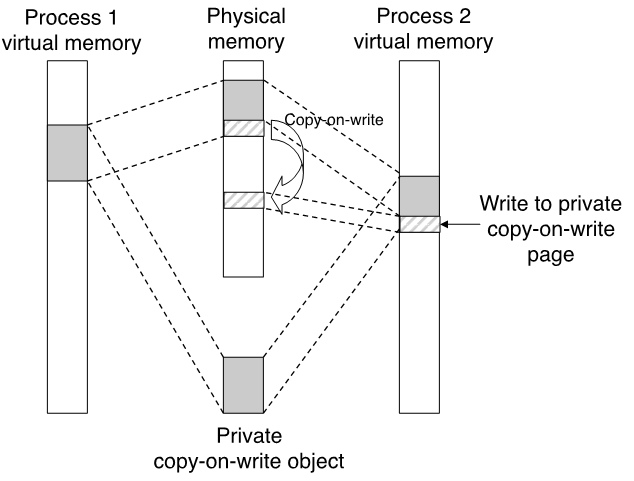 Process 1
virtual memory
Physical
memory
Process 2
virtual memory
Copy-on-write
Write to private
copy-on-write
page
Private
copy-on-write object